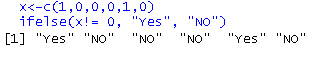 x<-c(1,0,0,0,1,0)
ifelse(x!= 0, "Yes", "NO")
[1] "Yes" "NO"  "NO"  "NO"  "Yes" "NO"